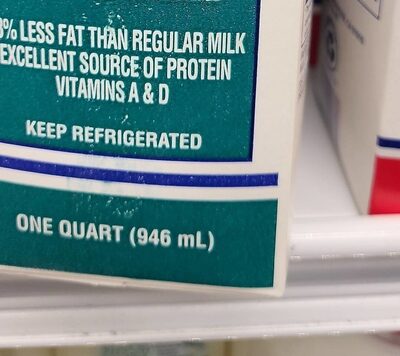 % LESS FAT THAN REGULAR MILK
EXCELLENT SOURCE OF PROTEIN
VITAMINS A & D
KEEP REFRIGERATED
ONE QUART (946 mL)